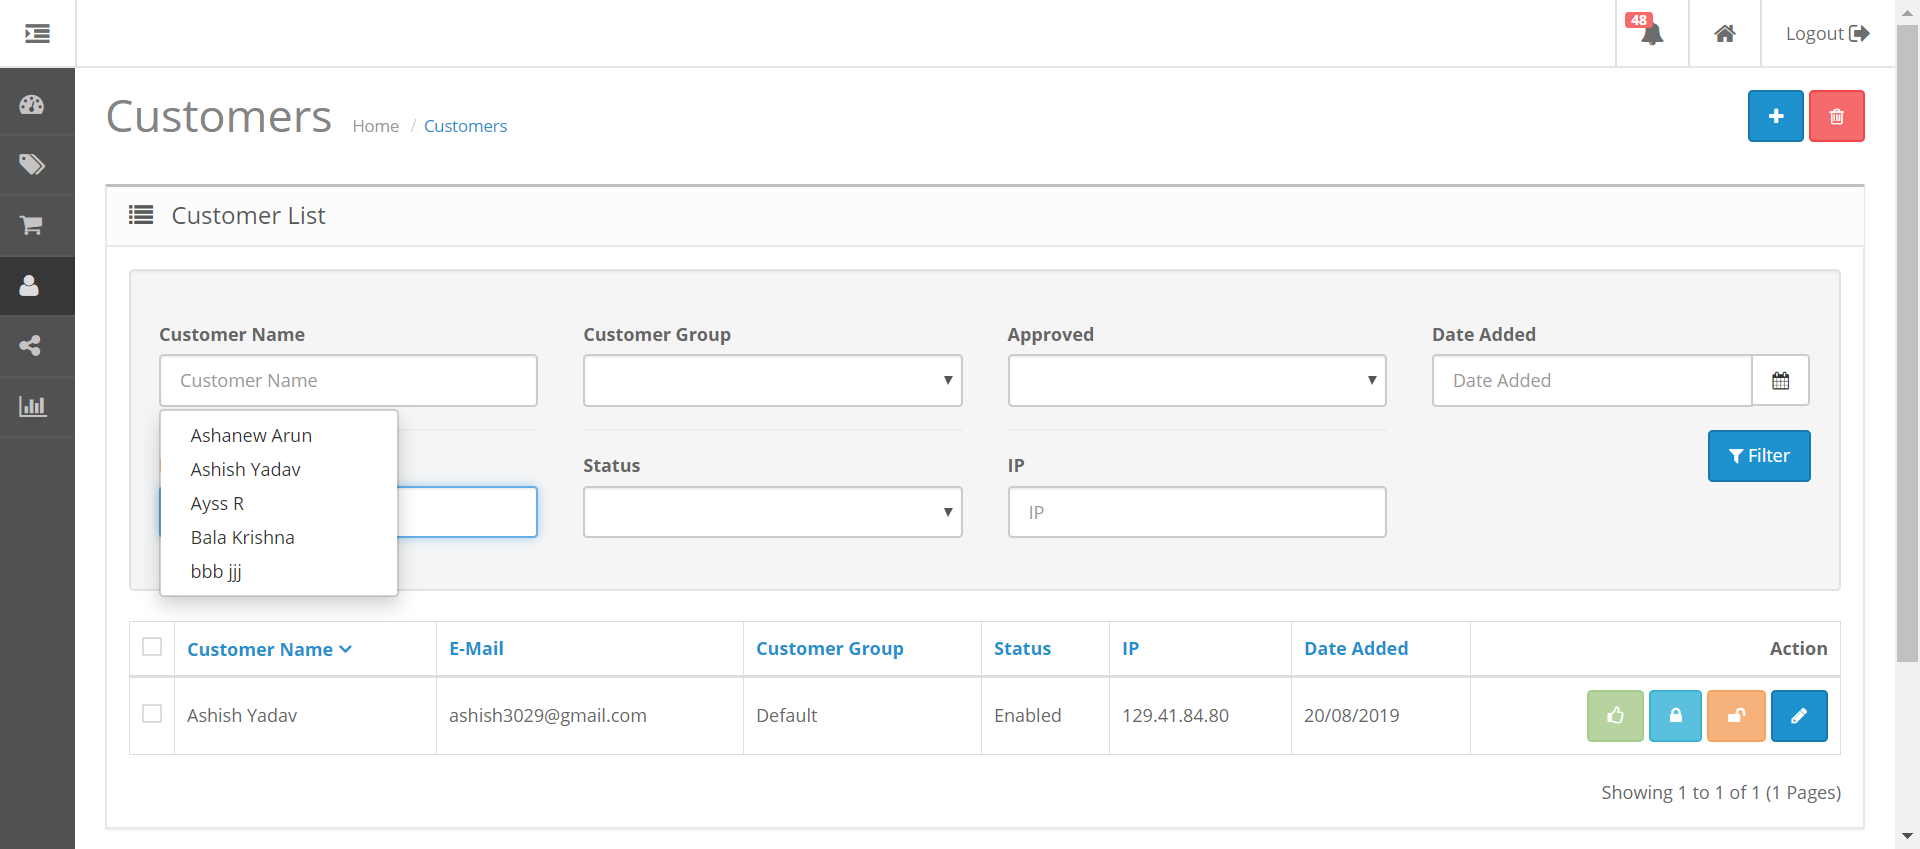 48
Logout
Customers
Home / Customers
Customer List
Customer Name
Customer Group
Approved
Date Added
Customer Name
Date Added
Ashanew Arun
Ashish Yadav
Ayss R
Bala Krishna
bbb jjj
Status
IP
Filter
IP
Customer Name E-Mail Customer Group Status IP Date Added Action
Ashish Yadav ashish3029@gmail.com Default Enabled 129.41.84.80 20/08/2019
Showing 1 to 1 of 1 (1 Pages)